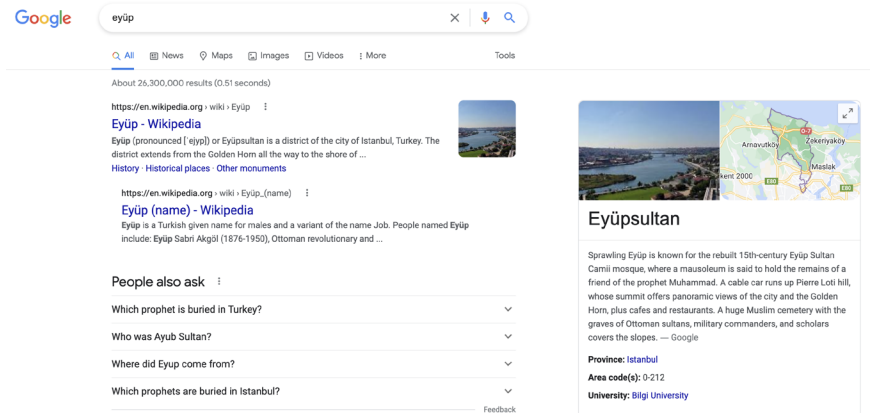 Google
eyüp
All News Maps Images Videos More Tools
About 26,300,000 results (0.51 seconds)
https://en.wikipedia.org › wiki › Eyüp
Eyüp - Wikipedia
Eyüp (pronounced [ˈejyp]) or Eyüpsultan is a district of the city of Istanbul, Turkey. The
district extends from the Golden Horn all the way to the shore of ...
History · Historical places · Other monuments
https://en.wikipedia.org › wiki › Eyüp_(name)
Eyüp (name) - Wikipedia
Eyüp is a Turkish given name for males and a variant of the name Job. People named Eyüp
include: Eyüp Sabri Akgöl (1876-1950), Ottoman revolutionary and ...
People also ask
Which prophet is buried in Turkey?
Who was Ayub Sultan?
Where did Eyup come from?
Which prophets are buried in Istanbul?
Feedback
O-7
Arnavutköy
Zekeriyaköy
Maslak
kent 2000
E80
E80
Eyüpsultan
Sprawling Eyüp is known for the rebuilt 15th-century Eyüp Sultan
Camii mosque, where a mausoleum is said to hold the remains of a
friend of the prophet Muhammad. A cable car runs up Pierre Loti hill,
whose summit offers panoramic views of the city and the Golden
Horn, plus cafes and restaurants. A huge Muslim cemetery with the
graves of Ottoman sultans, military commanders, and scholars
covers the slopes. — Google
Province: Istanbul
Area code(s): 0-212
University: Bilgi University